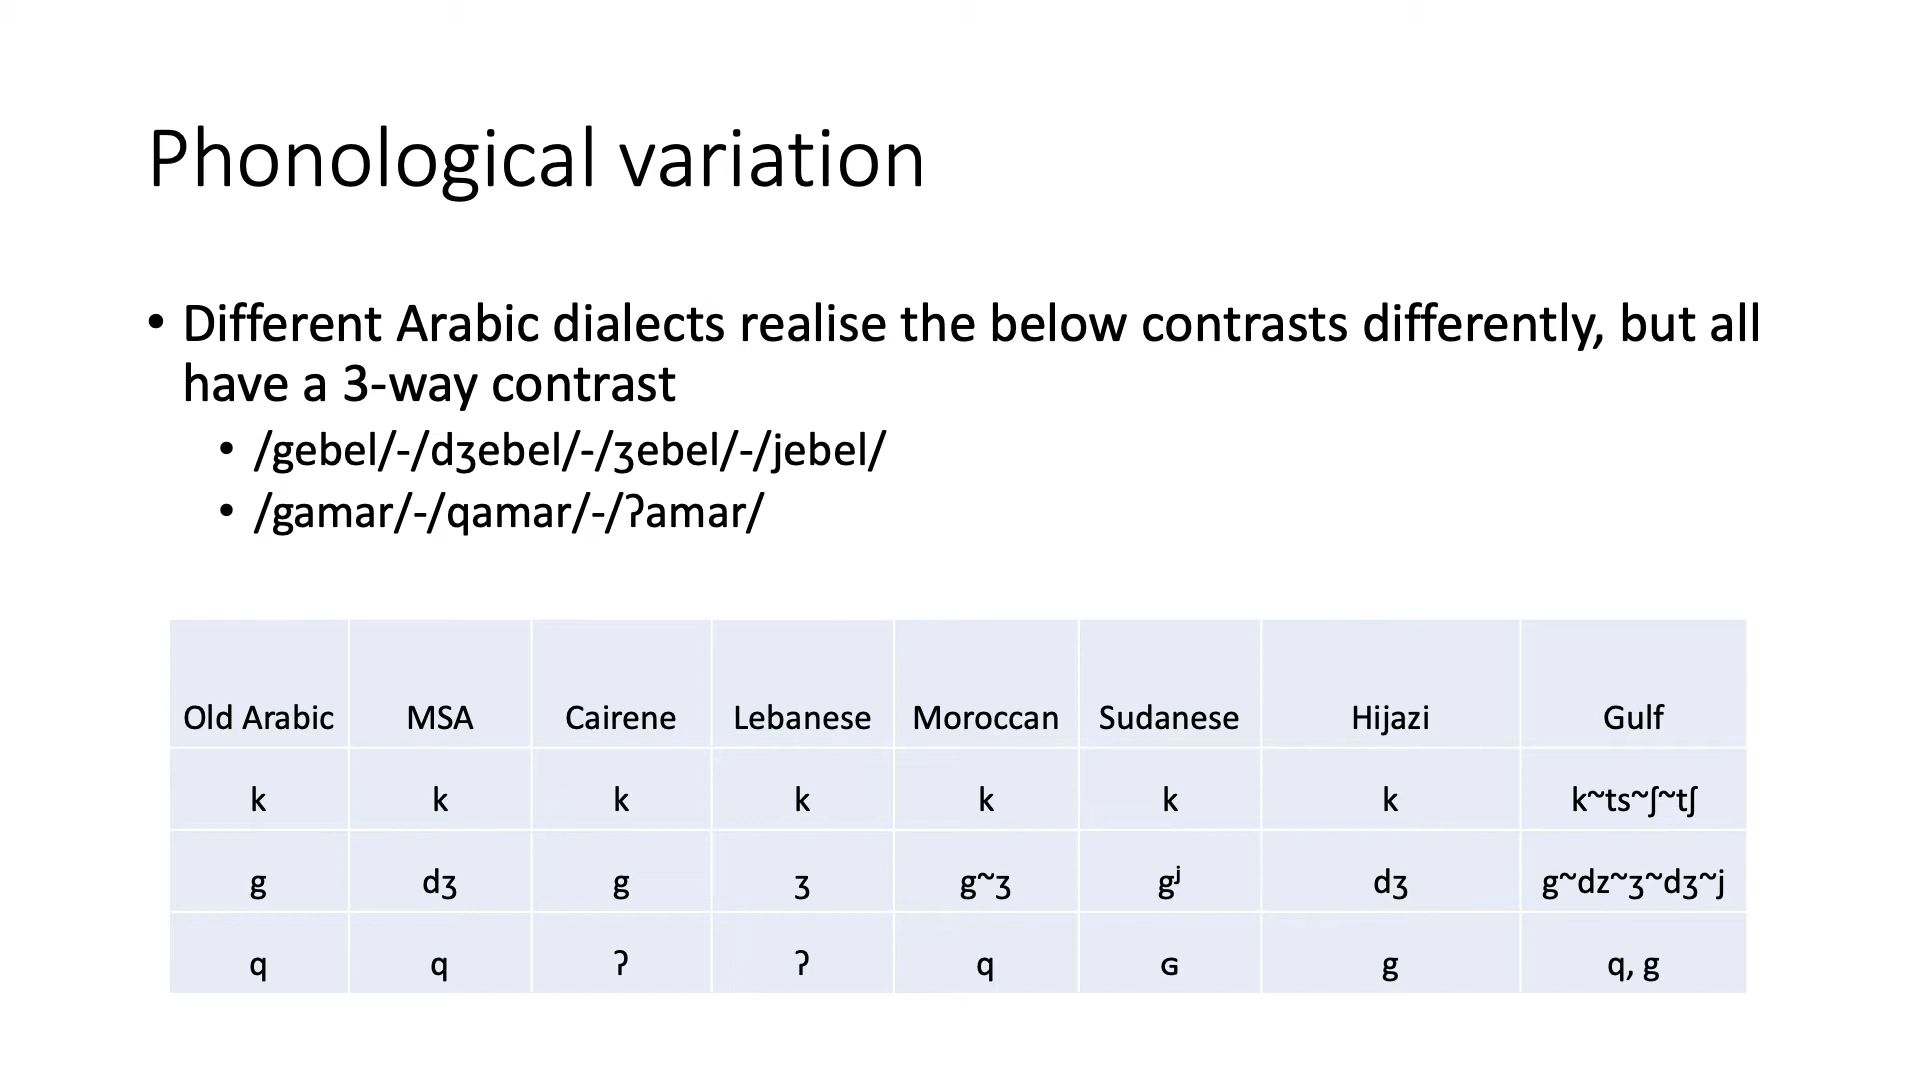 Phonological variation
• Different Arabic dialects realise the below contrasts differently, but all
have a 3-way contrast
• /gebel/-/dʒebel/-/ʒebel/-/jebel/
• /gamar/-/qamar/-/ʔamar/
Old Arabic MSA Cairene Lebanese Moroccan Sudanese Hijazi Gulf
k k k k k k k k~ts~ʃ~tʃ
g dʒ g ʒ g~ʒ gʲ dʒ g~dz~ʒ~dʒ~j
q q ʔ ʔ q ɢ g q, g